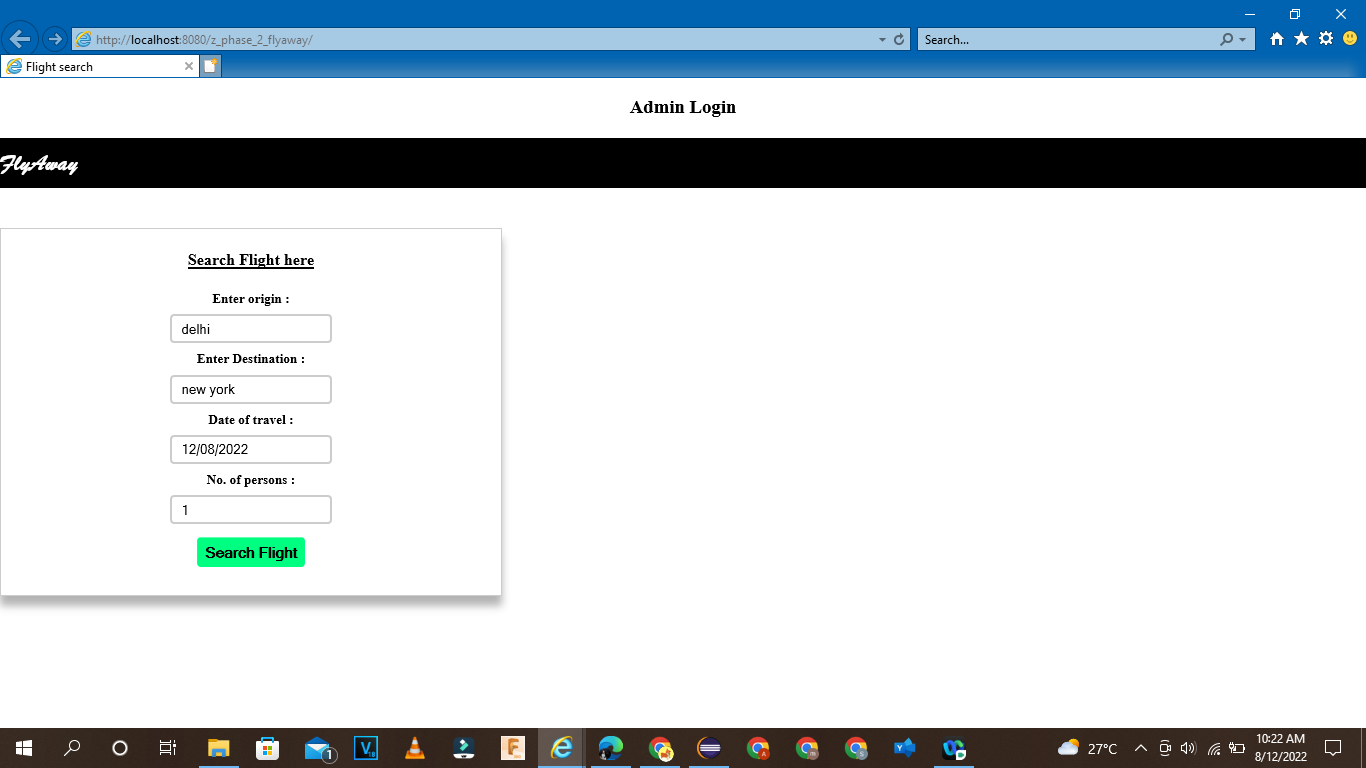 http://localhost:8080/z_phase_2_flyaway/
Search...
Flight search
Admin Login
FlyAway
Search Flight here
Enter origin :
delhi
Enter Destination :
new york
Date of travel :
12/08/2022
No. of persons :
1
Search Flight
1
27°C
10:22 AM
8/12/2022